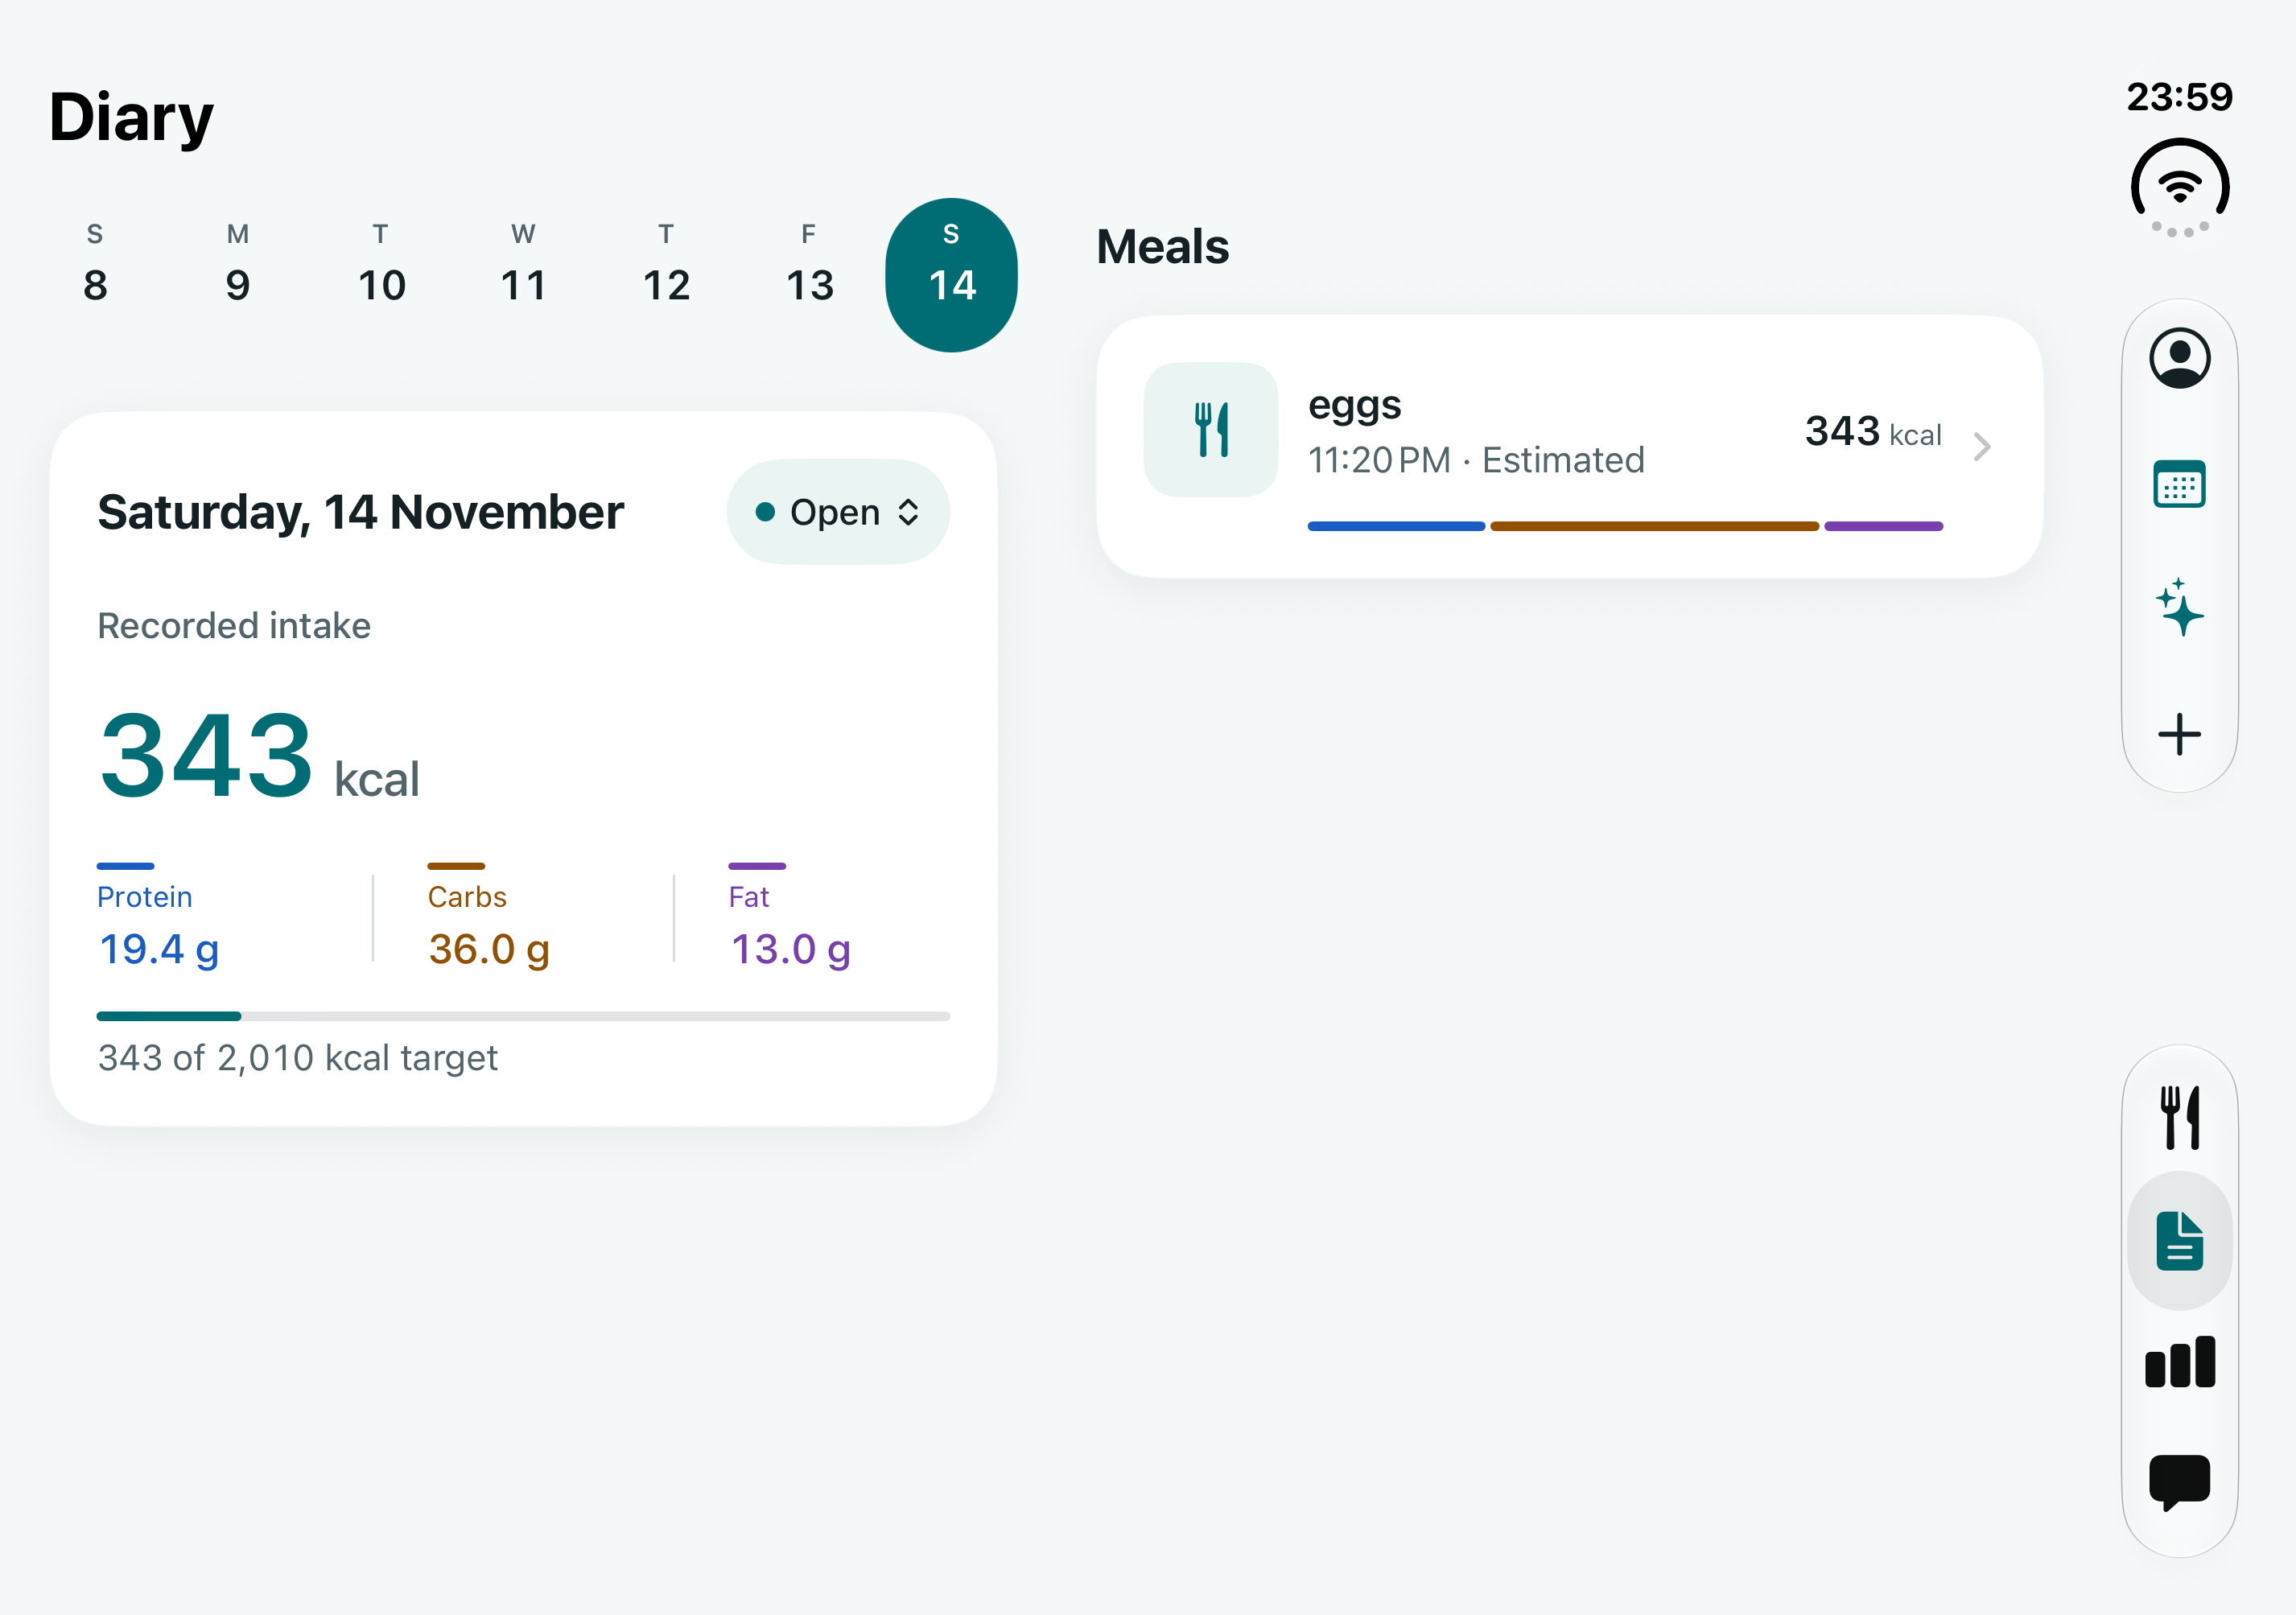 Diary
23:59
S M T W T F S
8 9 10 11 12 13 14
Saturday, 14 November
Open
Recorded intake
343 kcal
Protein Carbs Fat
19.4 g 36.0 g 13.0 g
343 of 2,010 kcal target
Meals
eggs
11:20 PM · Estimated
343 kcal